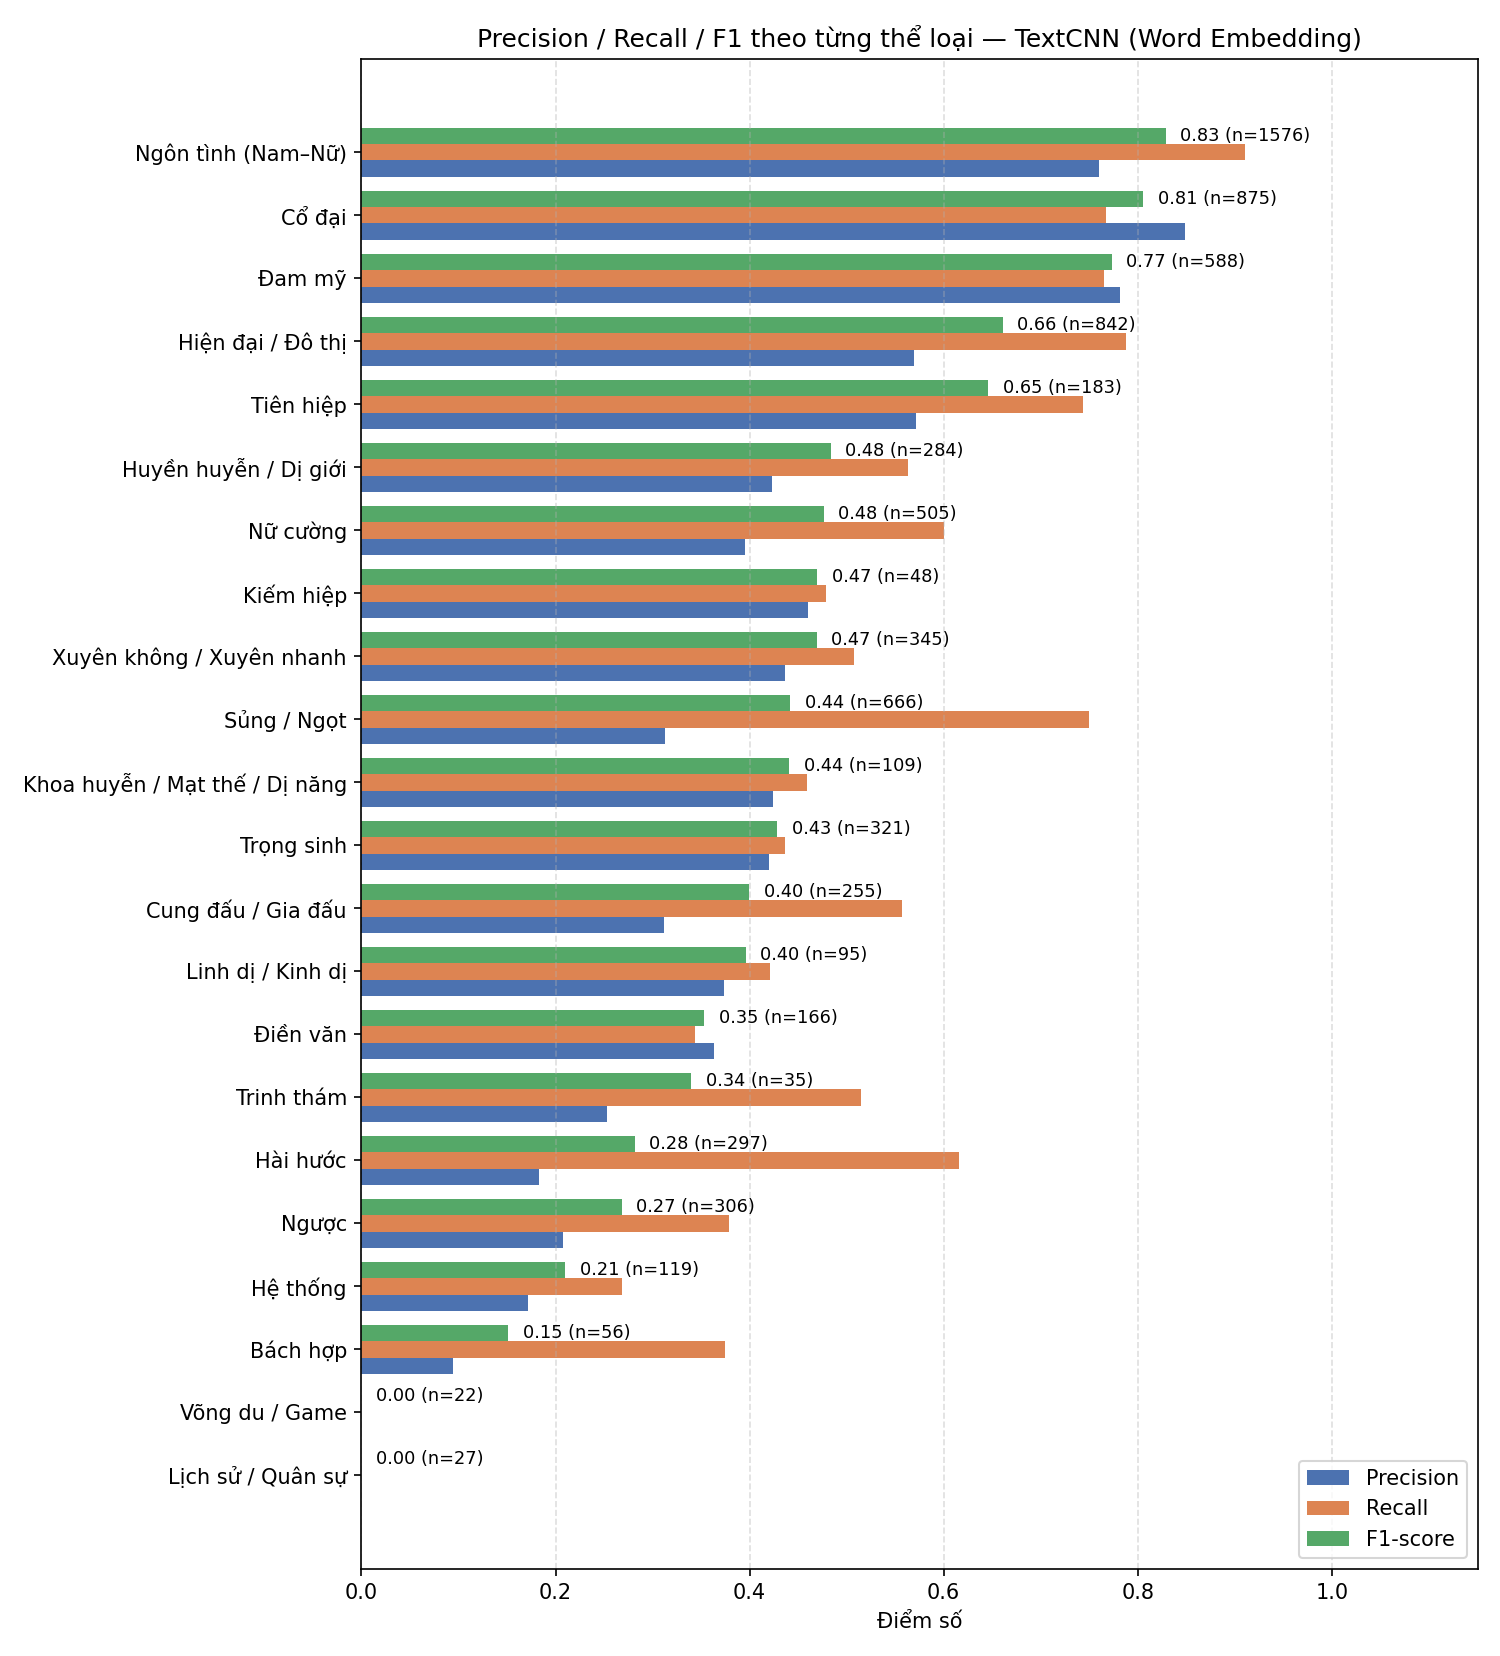 Precision / Recall / F1 theo từng thể loại — TextCNN (Word Embedding)
Ngôn tình (Nam–Nữ) 0.83 (n=1576)
Cổ đại 0.81 (n=875)
Đam mỹ 0.77 (n=588)
Hiện đại / Đô thị 0.66 (n=842)
Tiên hiệp 0.65 (n=183)
Huyền huyễn / Dị giới 0.48 (n=284)
Nữ cường 0.48 (n=505)
Kiếm hiệp 0.47 (n=48)
Xuyên không / Xuyên nhanh 0.47 (n=345)
Sủng / Ngọt 0.44 (n=666)
Khoa huyễn / Mạt thế / Dị năng 0.44 (n=109)
Trọng sinh 0.43 (n=321)
Cung đấu / Gia đấu 0.40 (n=255)
Linh dị / Kinh dị 0.40 (n=95)
Điền văn 0.35 (n=166)
Trinh thám 0.34 (n=35)
Hài hước 0.28 (n=297)
Ngược 0.27 (n=306)
Hệ thống 0.21 (n=119)
Bách hợp 0.15 (n=56)
Võng du / Game 0.00 (n=22)
Lịch sử / Quân sự 0.00 (n=27)
Precision
Recall
F1-score
0.0 0.2 0.4 0.6 0.8 1.0
Điểm số